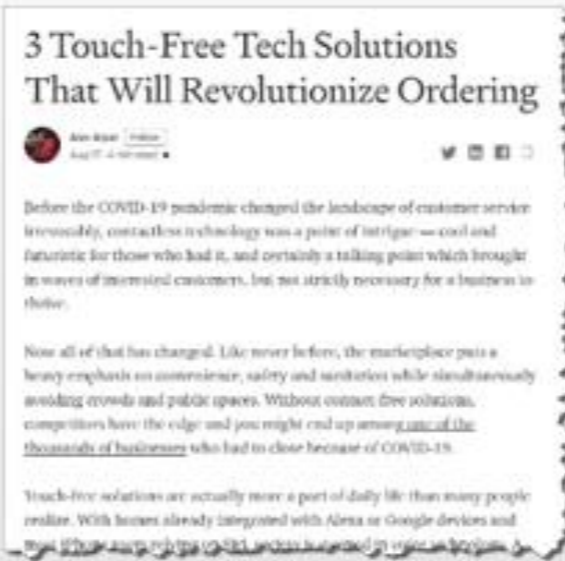 3 Touch-Free Tech Solutions
That Will Revolutionize Ordering
Follow
Before the COVID-19 pandemic changed the landscape of customer service
irrevocably, contactless technology was a point of intrigue — cool and
futuristic for those who had it, and certainly a talking point which brought
in waves of interested customers, but not strictly necessary for a business to
thrive.
Now all of that has changed. Like never before, the marketplace puts a
heavy emphasis on convenience, safety and sanitation while simultaneously
avoiding crowds and public spaces. Without contact-free solutions,
competitors have the edge and you might end up among one of the
thousands of businesses who had to close because of COVID-19.
Touch-free solutions are actually more a part of daily life than many people
realize. With homes already integrated with Alexa or Google devices and